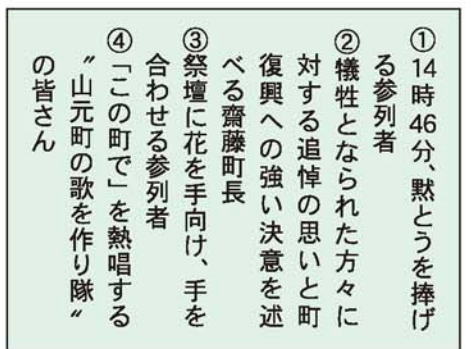 ①14時46分、黙とうを捧げ
る参列者
②犠牲となられた方々に
対する追悼の思いと町
復興への強い決意を述
べる齋藤町長
③祭壇に花を手向け、手を
合わせる参列者
④「この町で」を熱唱する
〝山元町の歌を作り隊〟
の皆さん